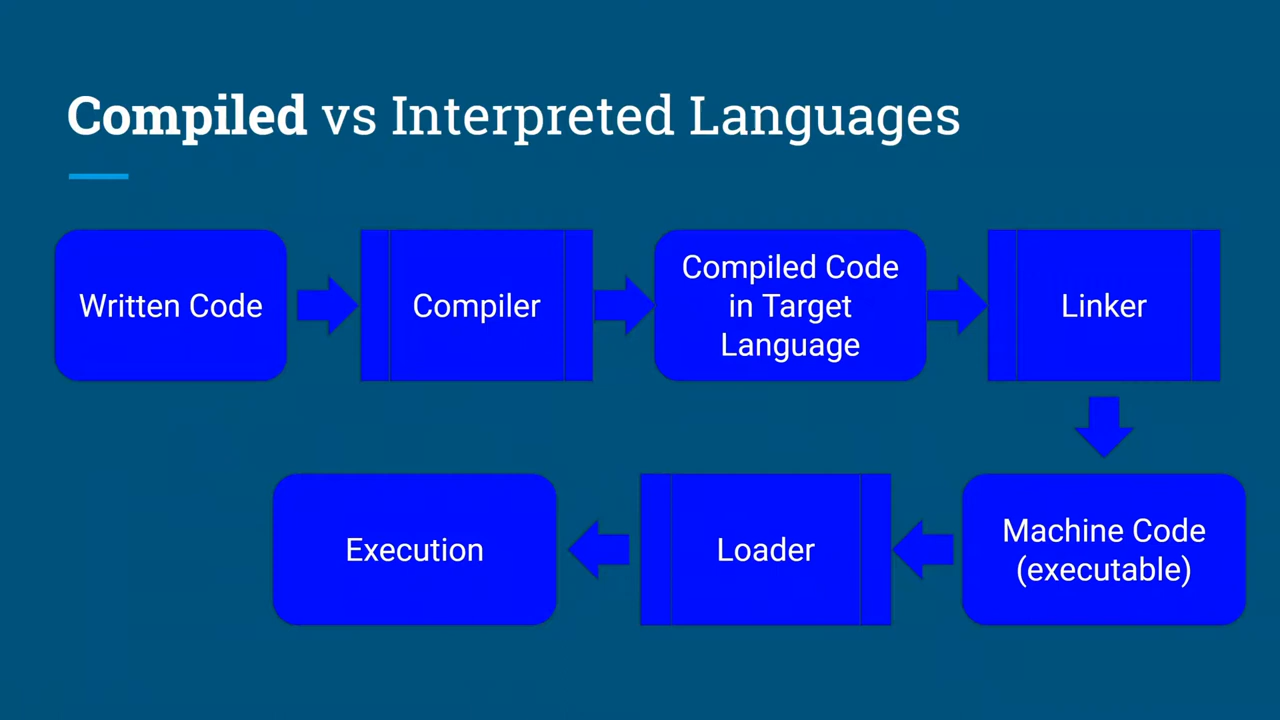 Compiled vs Interpreted Languages
Written Code
Compiler
Compiled Code
in Target
Language
Linker
Machine Code
(executable)
Loader
Execution